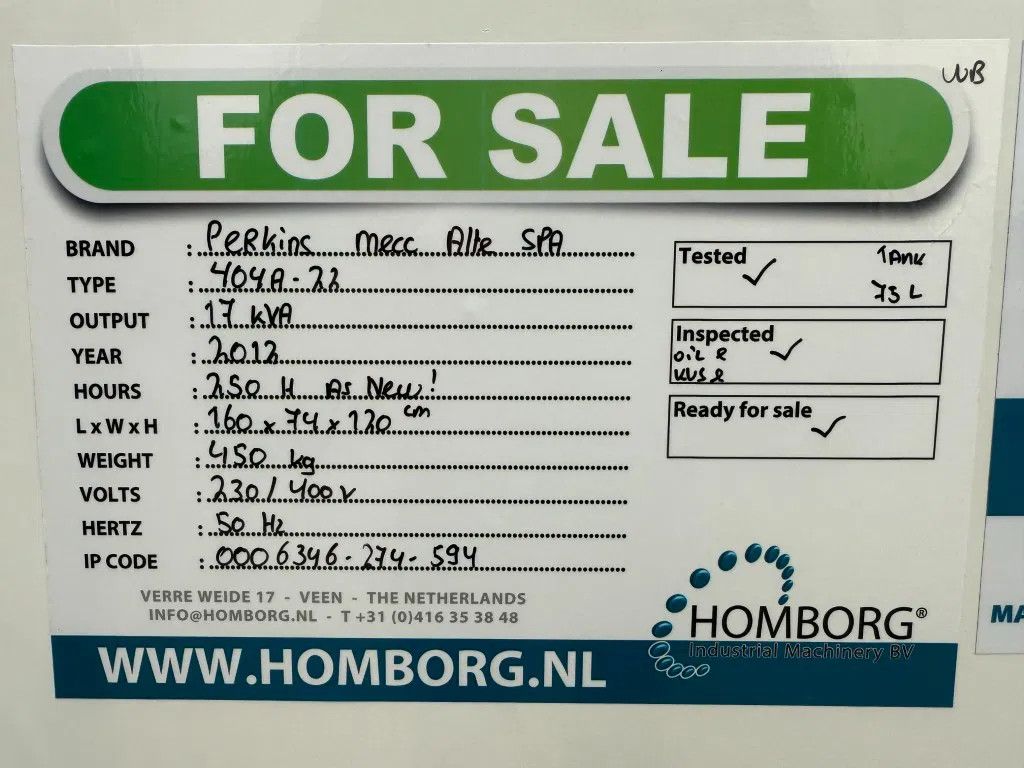 WB
FOR SALE
BRAND : Perkins Mecc Alte SPA
TYPE : 404A-22
OUTPUT : 17 kVA
YEAR : 2012
HOURS : 250 H As New!
L x W x H : 160 x 74 x 120 cm
WEIGHT : 450 kg
VOLTS : 230/400 V
HERTZ : 50 Hz
IP CODE : 0006346-274-594
Tested ✓ TANK
73 L
Inspected ✓
OiL &
Ready for sale ✓
VERRE WEIDE 17 - VEEN - THE NETHERLANDS
INFO@HOMBORG.NL - T +31 (0)416 35 38 48
HOMBORG®
Industrial Machinery BV
WWW.HOMBORG.NL
MA